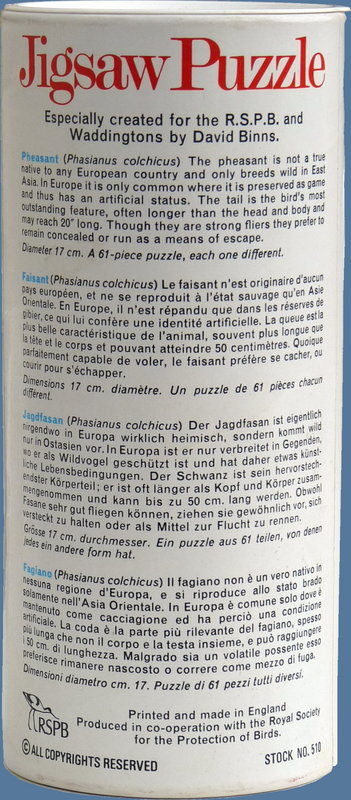 Jigsaw Puzzle
Especially created for the R.S.P.B. and
Waddingtons by David Binns.
Pheasant (Phasianus colchicus) The pheasant is not a true
native to any European country and only breeds wild in East
Asia. In Europe it is only common where it is preserved as game
and thus has an artificial status. The tail is the bird's most
outstanding feature, often longer than the head and body and
may reach 20" long. Though they are strong fliers they prefer to
remain concealed or run as a means of escape.
Diameter 17 cm. A 61-piece puzzle, each one different.
Faisant (Phasianus colchicus) Le faisant n'est originaire d'aucun
pays européen, et ne se reproduit à l'état sauvage qu'en Asie
Orientale. En Europe, il n'est répandu que dans les réserves de
gibier, ce qui lui confère une identité artificielle. La queue est la
plus belle caractéristique de l'animal, souvent plus longue que
la tête et le corps et pouvant atteindre 50 centimètres. Quoique
parfaitement capable de voler, le faisant préfère se cacher, ou
courir pour s'échapper.
Dimensions 17 cm. diamètre. Un puzzle de 61 pièces chacun
différent.
Jagdfasan (Phasianus colchicus) Der Jagdfasan ist eigentlich
nirgendwo in Europa wirklich heimisch, sondern kommt wild
nur in Ostasien vor. In Europa ist er nur verbreitet in Gegenden,
wo er als Wildvogel geschützt ist und hat daher etwas künst-
liche Lebensbedingungen. Der Schwanz ist sein hervorstech-
endster Körperteil; er ist oft länger als Kopf und Körper zusam-
mengenommen und kann bis zu 50 cm. lang werden. Obwohl
Fasane sehr gut fliegen können, ziehen sie gewöhnlich vor, sich
versteckt zu halten oder als Mittel zur Flucht zu rennen.
Grösse 17 cm. durchmesser. Ein puzzle aus 61 teilen, von denen
jedes ein andere form hat.
Fagiano (Phasianus colchicus) Il fagiano non è un vero nativo in
nessuna regione d'Europa, e si riproduce allo stato brado
solamente nell'Asia Orientale. In Europa è comune solo dove è
mantenuto come cacciagione ed ha perciò una condizione
artificiale. La coda è la parte più rilevante del fagiano, spesso
più lunga che non il corpo e la testa insieme, e può raggiungere
i 50 cm. di lunghezza. Malgrado sia un volatile possente esso
preferisce rimanere nascosto o correre come mezzo di fuga.
Dimensioni diametro cm. 17. Puzzle di 61 pezzi tutti diversi.
RSPB
Printed and made in England
Produced in co-operation with the Royal Society
for the Protection of Birds.
© ALL COPYRIGHTS RESERVED
STOCK NO. 510